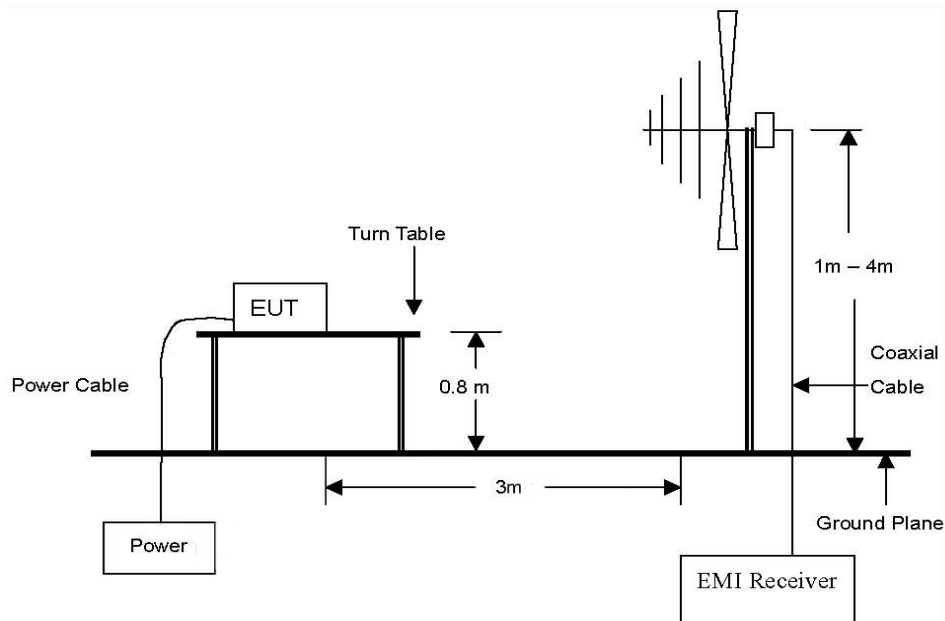 Turn Table
1m – 4m
EUT
Coaxial
Cable
Power Cable
0.8 m
3m
Ground Plane
Power
EMI Receiver